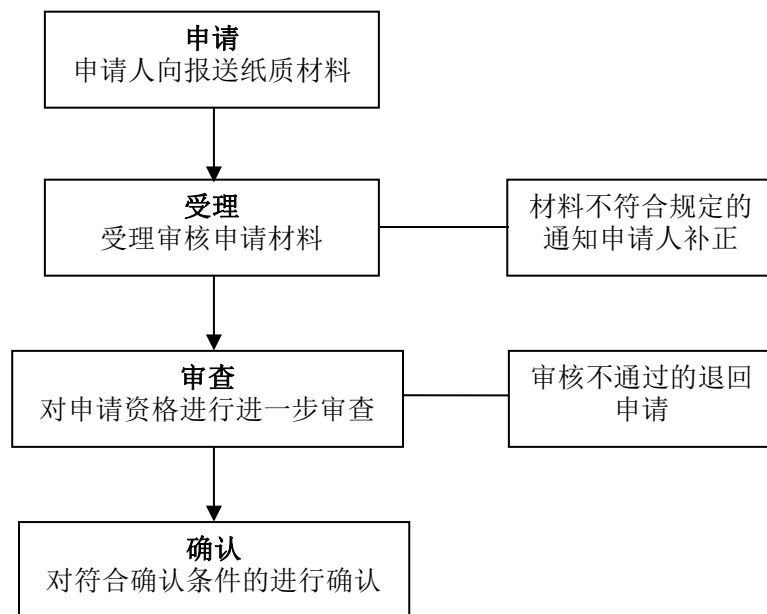 申请
申请人向报送纸质材料
受理
受理审核申请材料
材料不符合规定的
通知申请人补正
审查
对申请资格进行进一步审查
审核不通过的退回
申请
确认
对符合确认条件的进行确认